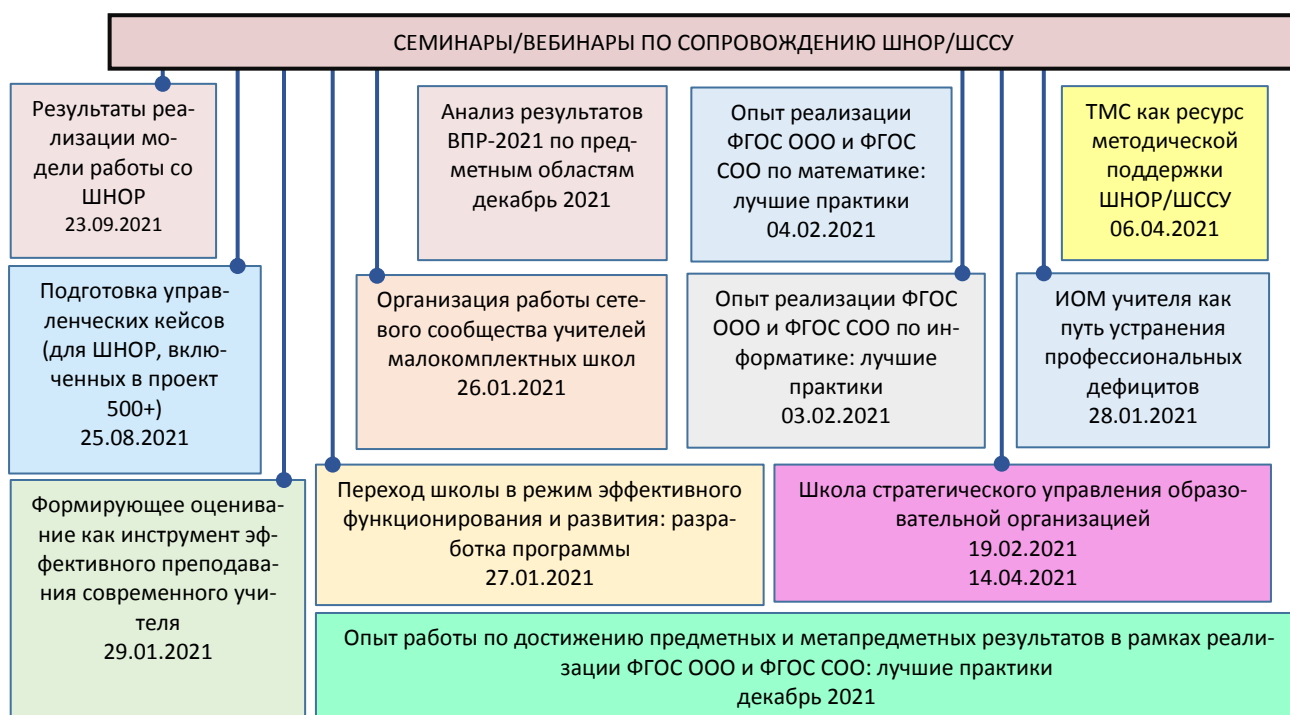 СЕМИНАРЫ/ВЕБИНАРЫ ПО СОПРОВОЖДЕНИЮ ШНОР/ШССУ
Результаты реа-
лизации мо-
дели работы со
ШНОР
23.09.2021
Анализ результатов
ВПР-2021 по пред-
метным областям
декабрь 2021
Опыт реализации
ФГОС ООО и ФГОС
СОО по математике:
лучшие практики
04.02.2021
ТМС как ресурс
методической
поддержки
ШНОР/ШССУ
06.04.2021
Подготовка управ-
ленческих кейсов
(для ШНОР, вклю-
ченных в проект
500+)
25.08.2021
Организация работы сете-
вого сообщества учителей
малокомплектных школ
26.01.2021
Опыт реализации ФГОС
ООО и ФГОС СОО по ин-
форматике: лучшие
практики
03.02.2021
ИОМ учителя как
путь устранения
профессиональных
дефицитов
28.01.2021
Формирующее оценива-
ние как инструмент эф-
фективного преподава-
ния современного учи-
теля
29.01.2021
Переход школы в режим эффективного
функционирования и развития: разра-
ботка программы
27.01.2021
Школа стратегического управления образо-
вательной организацией
19.02.2021
14.04.2021
Опыт работы по достижению предметных и метапредметных результатов в рамках реали-
зации ФГОС ООО и ФГОС СОО: лучшие практики
декабрь 2021